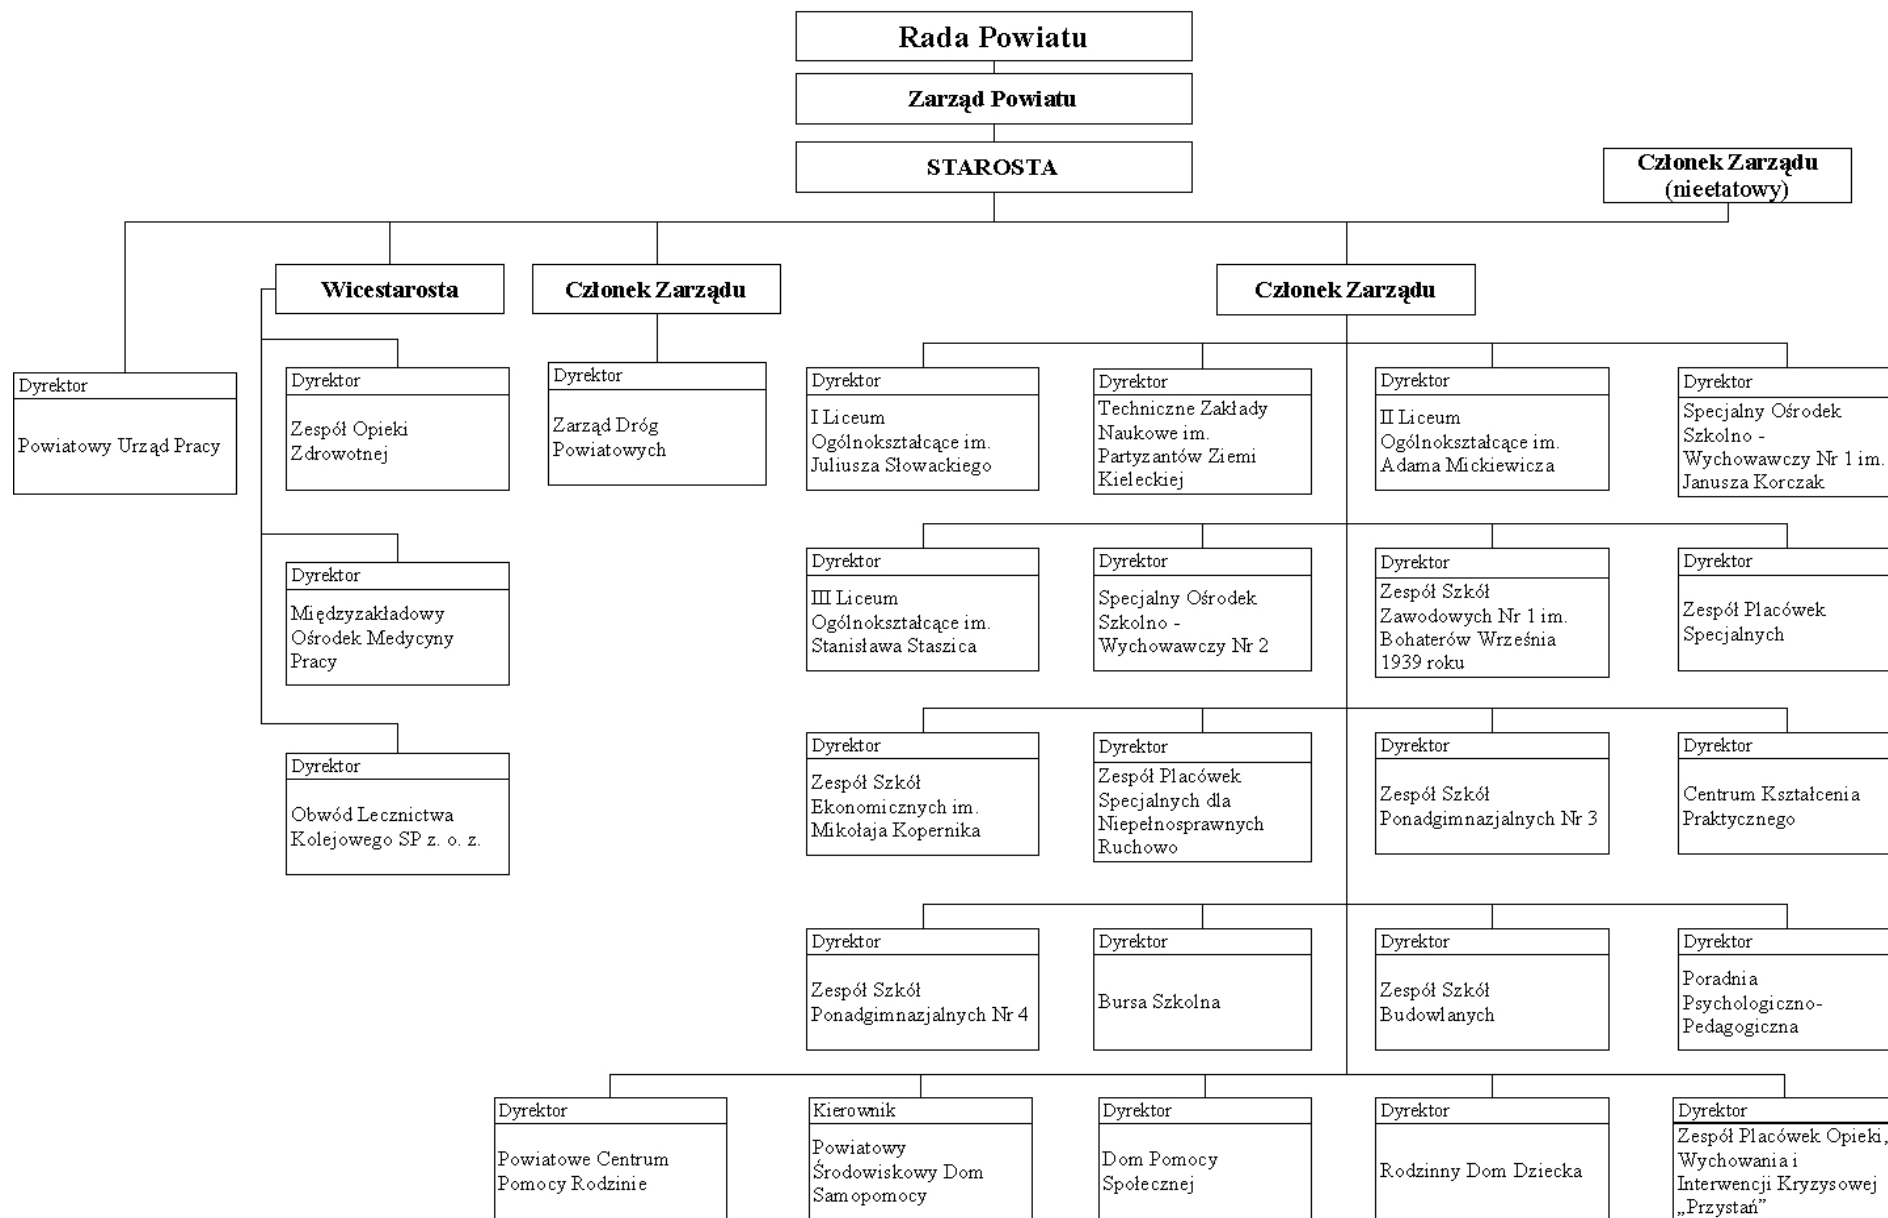 Rada Powiatu
Zarząd Powiatu
STAROSTA
Członek Zarządu
(nieetatowy)
Wicestarosta
Członek Zarządu
Członek Zarządu
Dyrektor
Powiatowy Urząd Pracy
Dyrektor
Zespół Opieki
Zdrowotnej
Dyrektor
Zarząd Dróg
Powiatowych
Dyrektor
I Liceum
Ogólnokształcące im.
Juliusza Słowackiego
Dyrektor
Techniczne Zakłady
Naukowe im.
Partyzantów Ziemi
Kieleckiej
Dyrektor
II Liceum
Ogólnokształcące im.
Adama Mickiewicza
Dyrektor
Specjalny Ośrodek
Szkolno -
Wychowawczy Nr 1 im.
Janusza Korczak
Dyrektor
Międzyzakładowy
Ośrodek Medycyny
Pracy
Dyrektor
III Liceum
Ogólnokształcące im.
Stanisława Staszica
Dyrektor
Specjalny Ośrodek
Szkolno -
Wychowawczy Nr 2
Dyrektor
Zespół Szkół
Zawodowych Nr 1 im.
Bohaterów Września
1939 roku
Dyrektor
Zespół Placówek
Specjalnych
Dyrektor
Obwód Lecznictwa
Kolejowego SP z. o. z.
Dyrektor
Zespół Szkół
Ekonomicznych im.
Mikołaja Kopernika
Dyrektor
Zespół Placówek
Specjalnych dla
Niepełnosprawnych
Ruchowo
Dyrektor
Zespół Szkół
Ponadgimnazjalnych Nr 3
Dyrektor
Centrum Kształcenia
Praktycznego
Dyrektor
Zespół Szkół
Ponadgimnazjalnych Nr 4
Dyrektor
Bursa Szkolna
Dyrektor
Zespół Szkół
Budowlanych
Dyrektor
Poradnia
Psychologiczno-
Pedagogiczna
Dyrektor
Powiatowe Centrum
Pomocy Rodzinie
Kierownik
Powiatowy
Środowiskowy Dom
Samopomocy
Dyrektor
Dom Pomocy
Społecznej
Dyrektor
Rodzinny Dom Dziecka
Dyrektor
Zespół Placówek Opieki,
Wychowania i
Interwencji Kryzysowej
„Przystań”